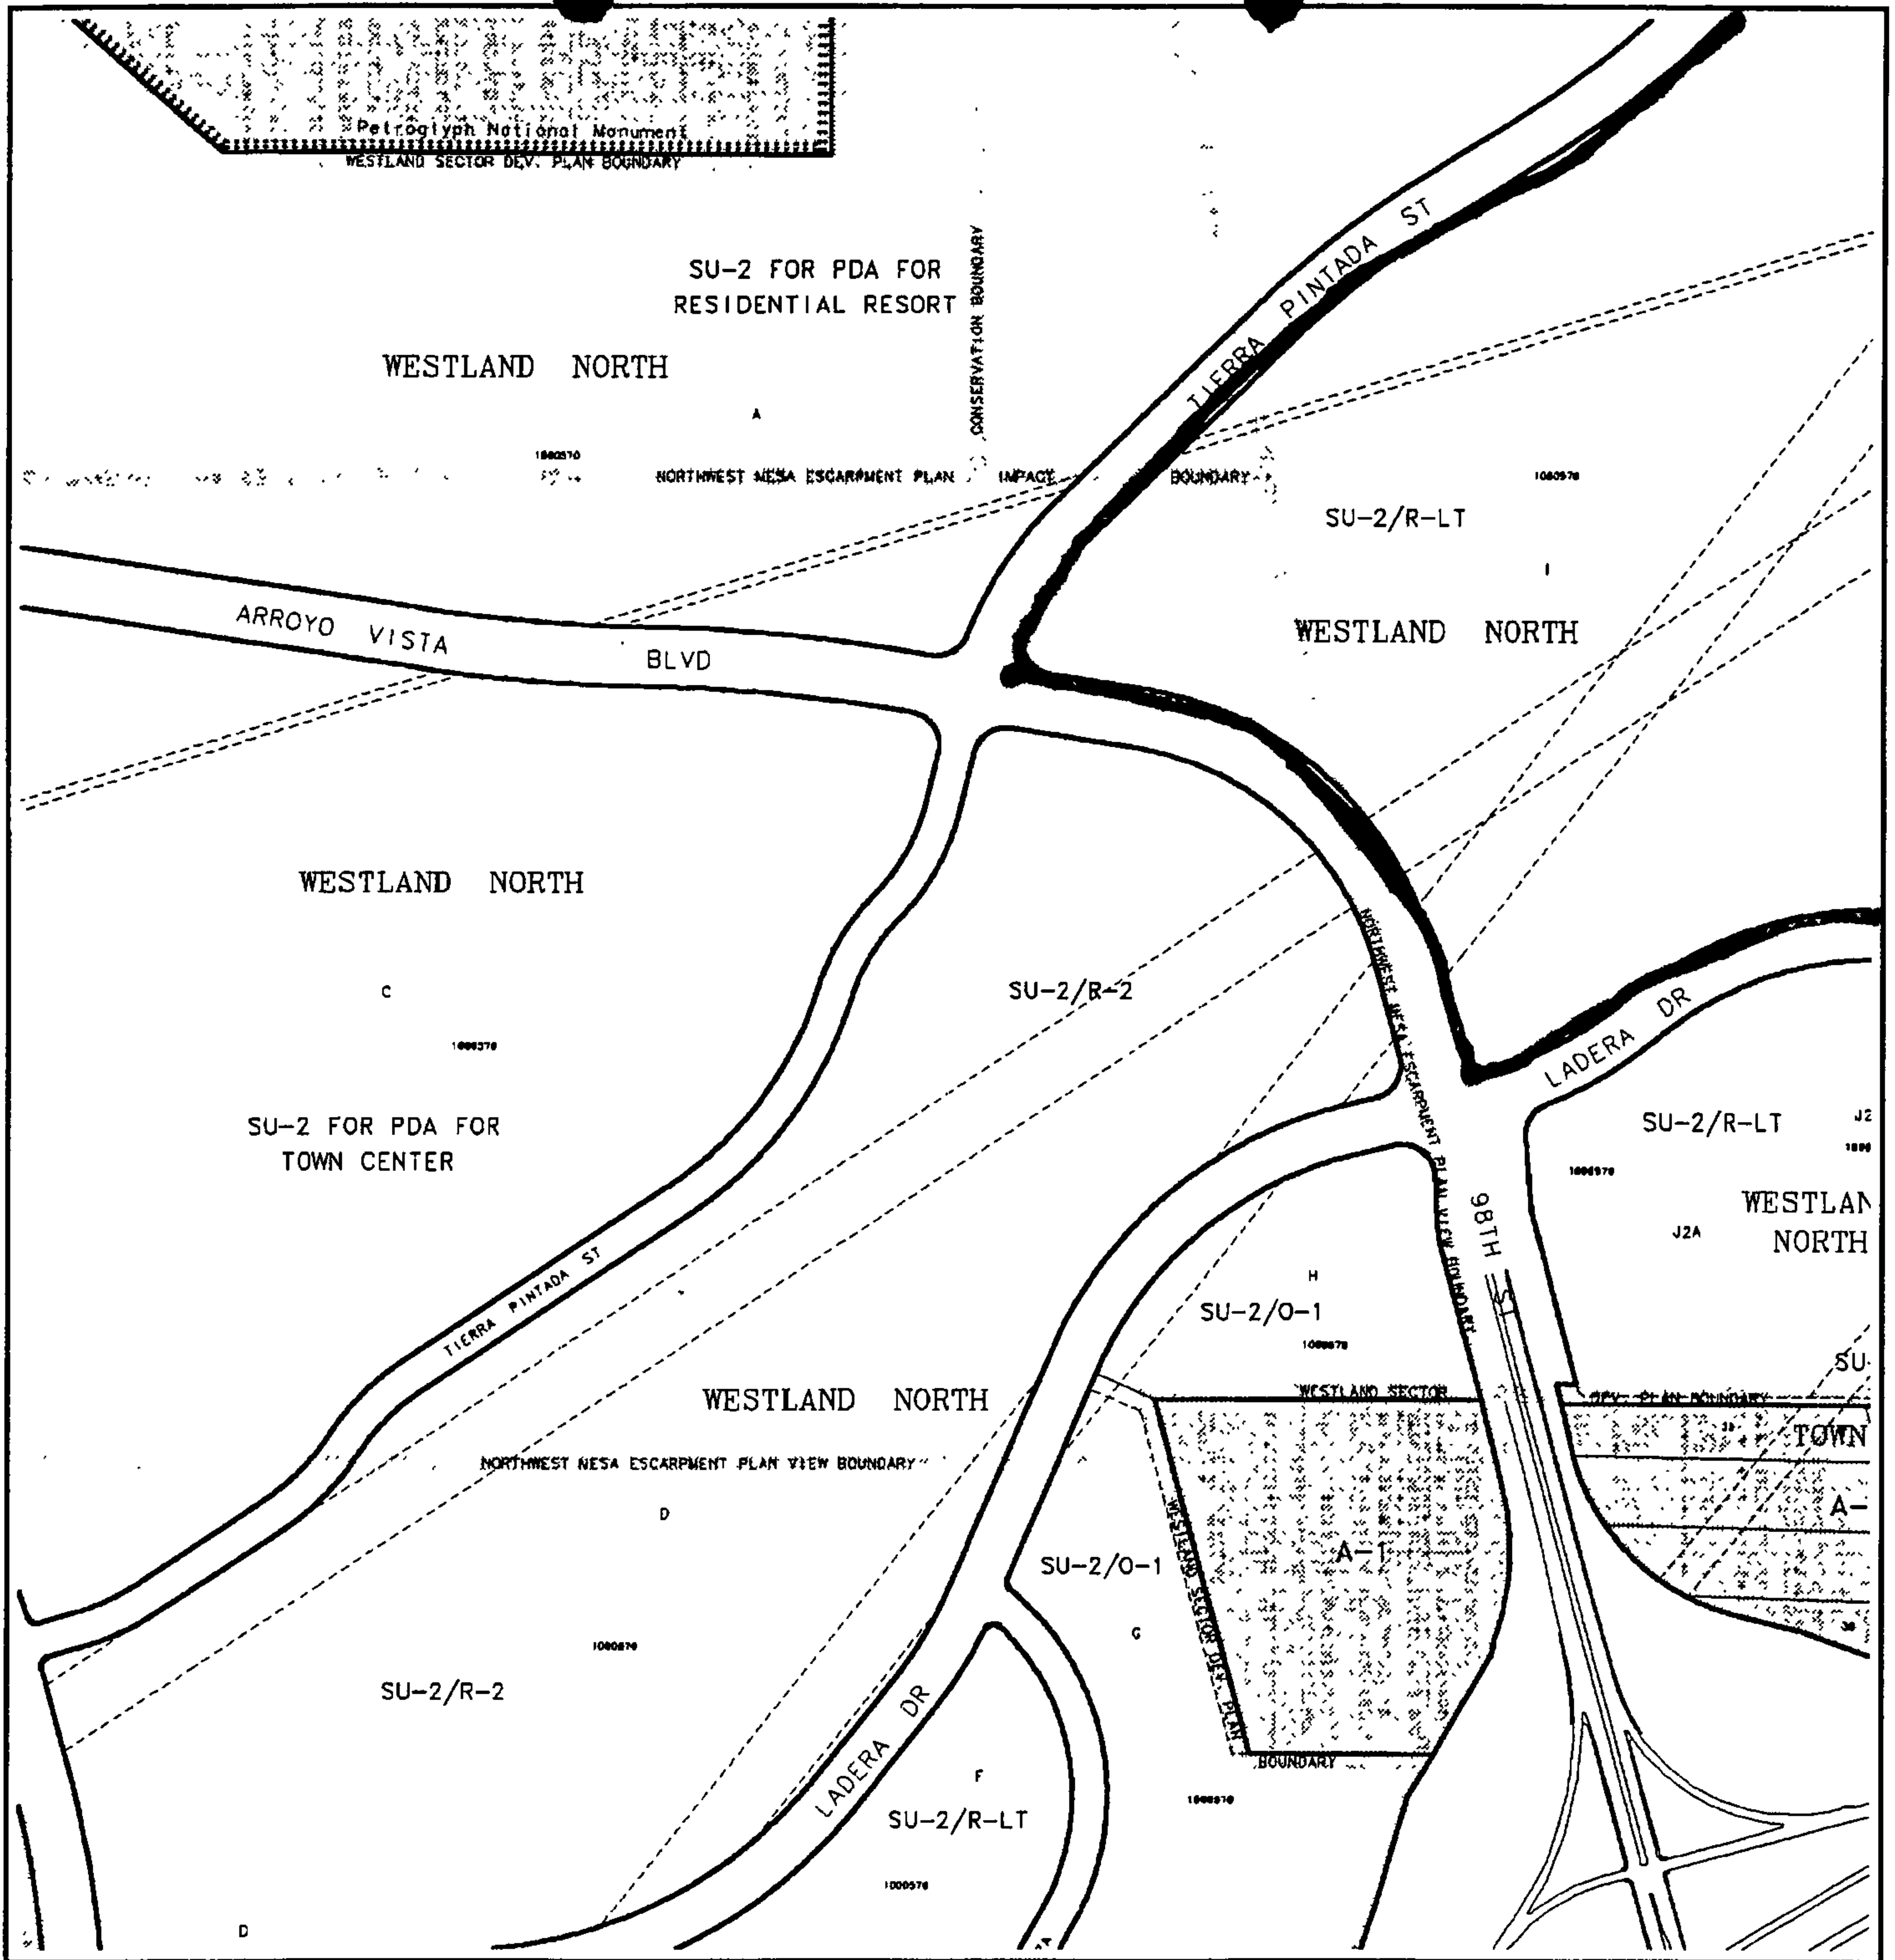 Petroglyph National Monument
WESTLAND SECTOR DEV. PLAN BOUNDARY
SU-2 FOR PDA FOR
RESIDENTIAL RESORT
CONSERVATION BOUNDARY
TIERRA PINTADA ST
WESTLAND NORTH
A
NORTHWEST MESA ESCARPMENT PLAN IMPACT BOUNDARY
SU-2/R-LT
I
WESTLAND NORTH
ARROYO VISTA BLVD
WESTLAND NORTH
C
SU-2/R-2
NORTHWEST MESA ESCARPMENT PLAN VIEW BOUNDARY
LADERA DR
SU-2 FOR PDA FOR
TOWN CENTER
SU-2/R-LT
J2
WESTLAN
NORTH
J2A
98TH ST
TIERRA PINTADA ST
H
SU-2/O-1
SU-
WESTLAND SECTOR
DEV. PLAN BOUNDARY
WESTLAND NORTH
TOWN
NORTHWEST MESA ESCARPMENT PLAN VIEW BOUNDARY
D
A-
WESTLAND SECTOR DEV. PLAN
A-1
SU-2/O-1
G
SU-2/R-2
LADERA DR
BOUNDARY
F
SU-2/R-LT
D